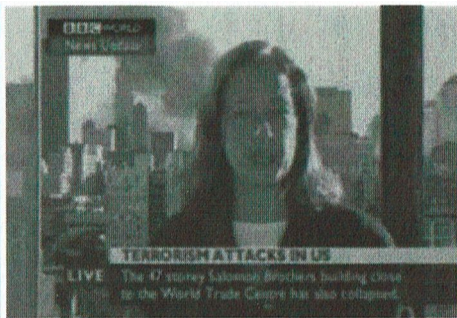 BBC WORLD
News Update
TERRORISM ATTACKS IN US
LIVE
The 47 storey Salomon Brothers building close
to the World Trade Centre has also collapsed.